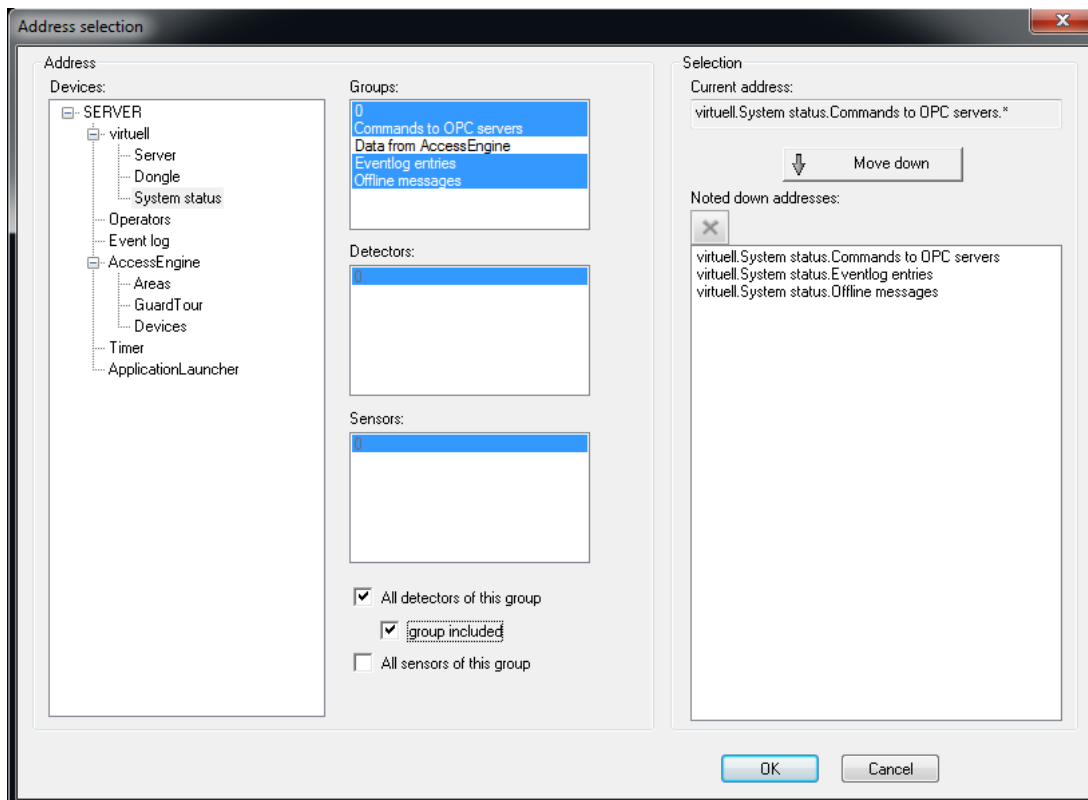 Address selection
Address
Devices:
SERVER
virtuell
Server
Dongle
System status
Operators
Event log
AccessEngine
Areas
GuardTour
Devices
Timer
ApplicationLauncher
Groups:
0
Commands to OPC servers
Data from AccessEngine
Eventlog entries
Offline messages
Detectors:
0
Sensors:
0
All detectors of this group
group included
All sensors of this group
Selection
Current address:
virtuell.System status.Commands to OPC servers.*
Move down
Noted down addresses:
virtuell.System status.Commands to OPC servers
virtuell.System status.Eventlog entries
virtuell.System status.Offline messages
OK
Cancel